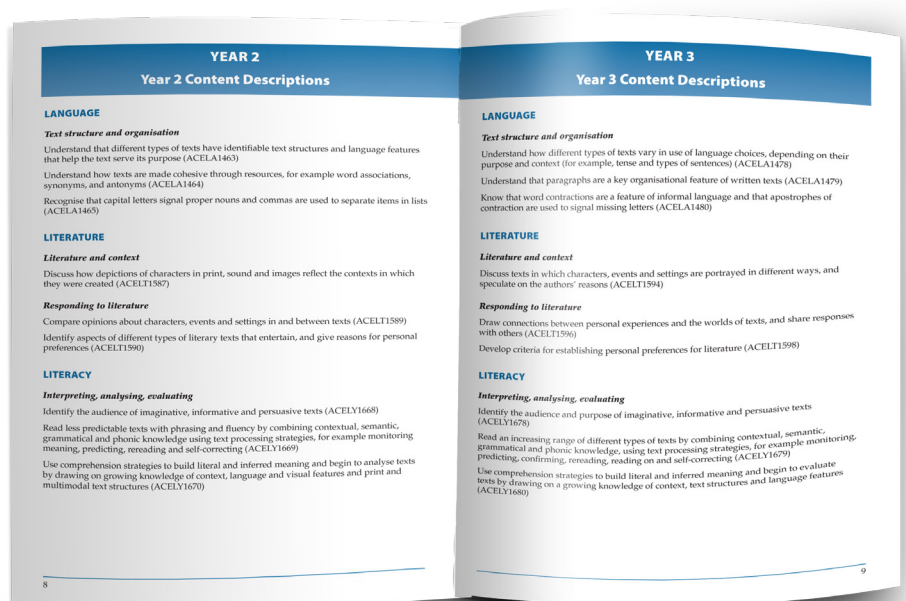 YEAR 2
Year 2 Content Descriptions
LANGUAGE
Text structure and organisation
Understand that different types of texts have identifiable text structures and language features
that help the text serve its purpose (ACELA1463)
Understand how texts are made cohesive through resources, for example word associations,
synonyms, and antonyms (ACELA1464)
Recognise that capital letters signal proper nouns and commas are used to separate items in lists
(ACELA1465)
LITERATURE
Literature and context
Discuss how depictions of characters in print, sound and images reflect the contexts in which
they were created (ACELT1587)
Responding to literature
Compare opinions about characters, events and settings in and between texts (ACELT1589)
Identify aspects of different types of literary texts that entertain, and give reasons for personal
preferences (ACELT1590)
LITERACY
Interpreting, analysing, evaluating
Identify the audience of imaginative, informative and persuasive texts (ACELY1668)
Read less predictable texts with phrasing and fluency by combining contextual, semantic,
grammatical and phonic knowledge using text processing strategies, for example monitoring
meaning, predicting, rereading and self-correcting (ACELY1669)
Use comprehension strategies to build literal and inferred meaning and begin to analyse texts
by drawing on growing knowledge of context, language and visual features and print and
multimodal text structures (ACELY1670)
8
YEAR 3
Year 3 Content Descriptions
LANGUAGE
Text structure and organisation
Understand how different types of texts vary in use of language choices, depending on their
purpose and context (for example, tense and types of sentences) (ACELA1478)
Understand that paragraphs are a key organisational feature of written texts (ACELA1479)
Know that word contractions are a feature of informal language and that apostrophes of
contraction are used to signal missing letters (ACELA1480)
LITERATURE
Literature and context
Discuss texts in which characters, events and settings are portrayed in different ways, and
speculate on the authors' reasons (ACELT1594)
Responding to literature
Draw connections between personal experiences and the worlds of texts, and share responses
with others (ACELT1596)
Develop criteria for establishing personal preferences for literature (ACELT1598)
LITERACY
Interpreting, analysing, evaluating
Identify the audience and purpose of imaginative, informative and persuasive texts
(ACELY1678)
Read an increasing range of different types of texts by combining contextual, semantic,
grammatical and phonic knowledge, using text processing strategies, for example monitoring,
predicting, confirming, rereading, reading on and self-correcting (ACELY1679)
Use comprehension strategies to build literal and inferred meaning and begin to evaluate
texts by drawing on a growing knowledge of context, text structures and language features
(ACELY1680)
9